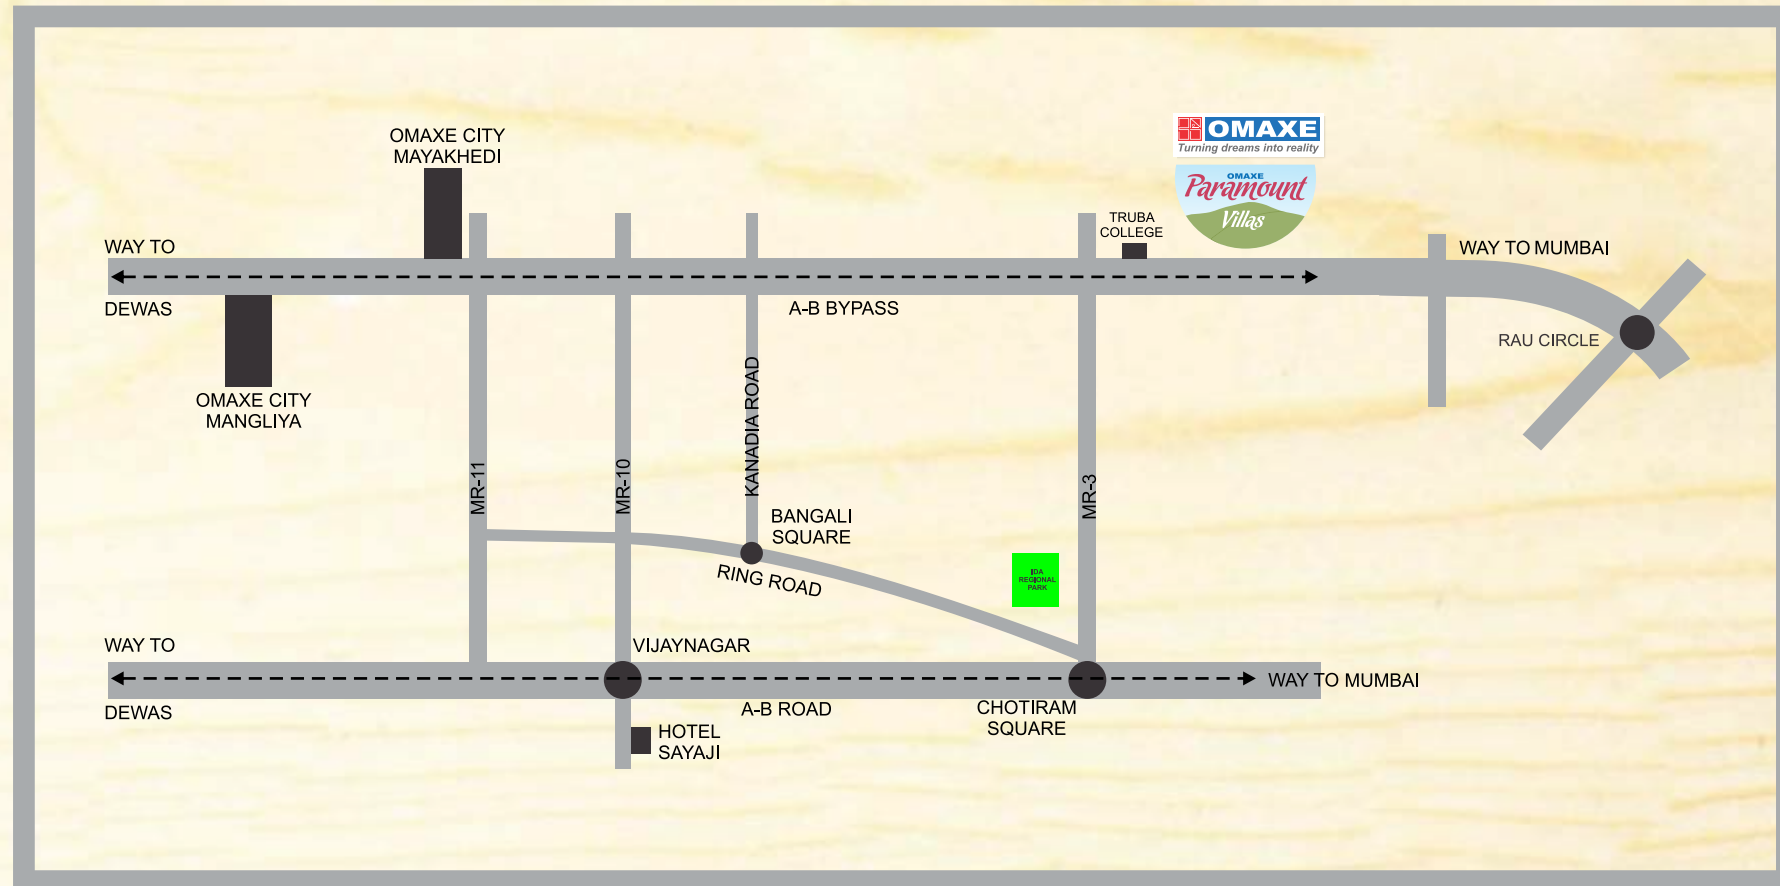 OMAXE
Turning dreams into reality
OMAXE
Paramount
Villas
OMAXE CITY
MAYAKHEDI
TRUBA
COLLEGE
WAY TO
DEWAS
WAY TO MUMBAI
A-B BYPASS
RAU CIRCLE
OMAXE CITY
MANGLIYA
MR-11
MR-10
KANADIA ROAD
MR-3
BANGALI
SQUARE
RING ROAD
IDA
REGIONAL
PARK
WAY TO
DEWAS
VIJAYNAGAR
A-B ROAD
WAY TO MUMBAI
CHOTIRAM
SQUARE
HOTEL
SAYAJI